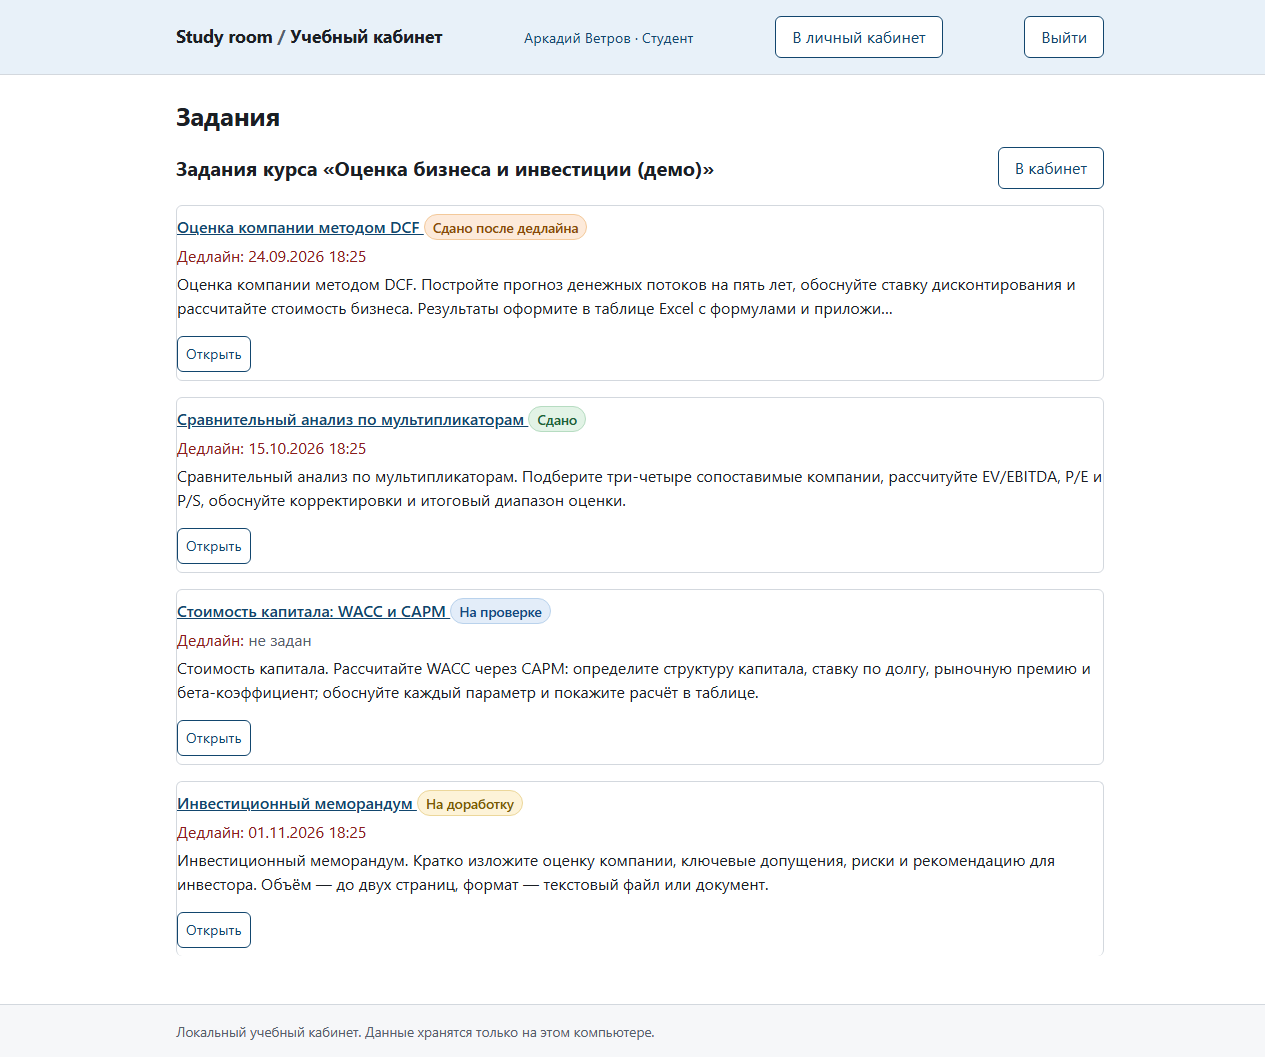 Study room / Учебный кабинет
Аркадий Ветров · Студент
В личный кабинет
Выйти
Задания
Задания курса «Оценка бизнеса и инвестиции (демо)»
В кабинет
Оценка компании методом DCF Сдано после дедлайна
Дедлайн: 24.09.2026 18:25
Оценка компании методом DCF. Постройте прогноз денежных потоков на пять лет, обоснуйте ставку дисконтирования и
рассчитайте стоимость бизнеса. Результаты оформите в таблице Excel с формулами и приложи...
Открыть
Сравнительный анализ по мультипликаторам Сдано
Дедлайн: 15.10.2026 18:25
Сравнительный анализ по мультипликаторам. Подберите три-четыре сопоставимые компании, рассчитуйте EV/EBITDA, P/E и
P/S, обоснуйте корректировки и итоговый диапазон оценки.
Открыть
Стоимость капитала: WACC и CAPM На проверке
Дедлайн: не задан
Стоимость капитала. Рассчитайте WACC через CAPM: определите структуру капитала, ставку по долгу, рыночную премию и
бета-коэффициент; обоснуйте каждый параметр и покажите расчёт в таблице.
Открыть
Инвестиционный меморандум На доработку
Дедлайн: 01.11.2026 18:25
Инвестиционный меморандум. Кратко изложите оценку компании, ключевые допущения, риски и рекомендацию для
инвестора. Объём — до двух страниц, формат — текстовый файл или документ.
Открыть
Локальный учебный кабинет. Данные хранятся только на этом компьютере.